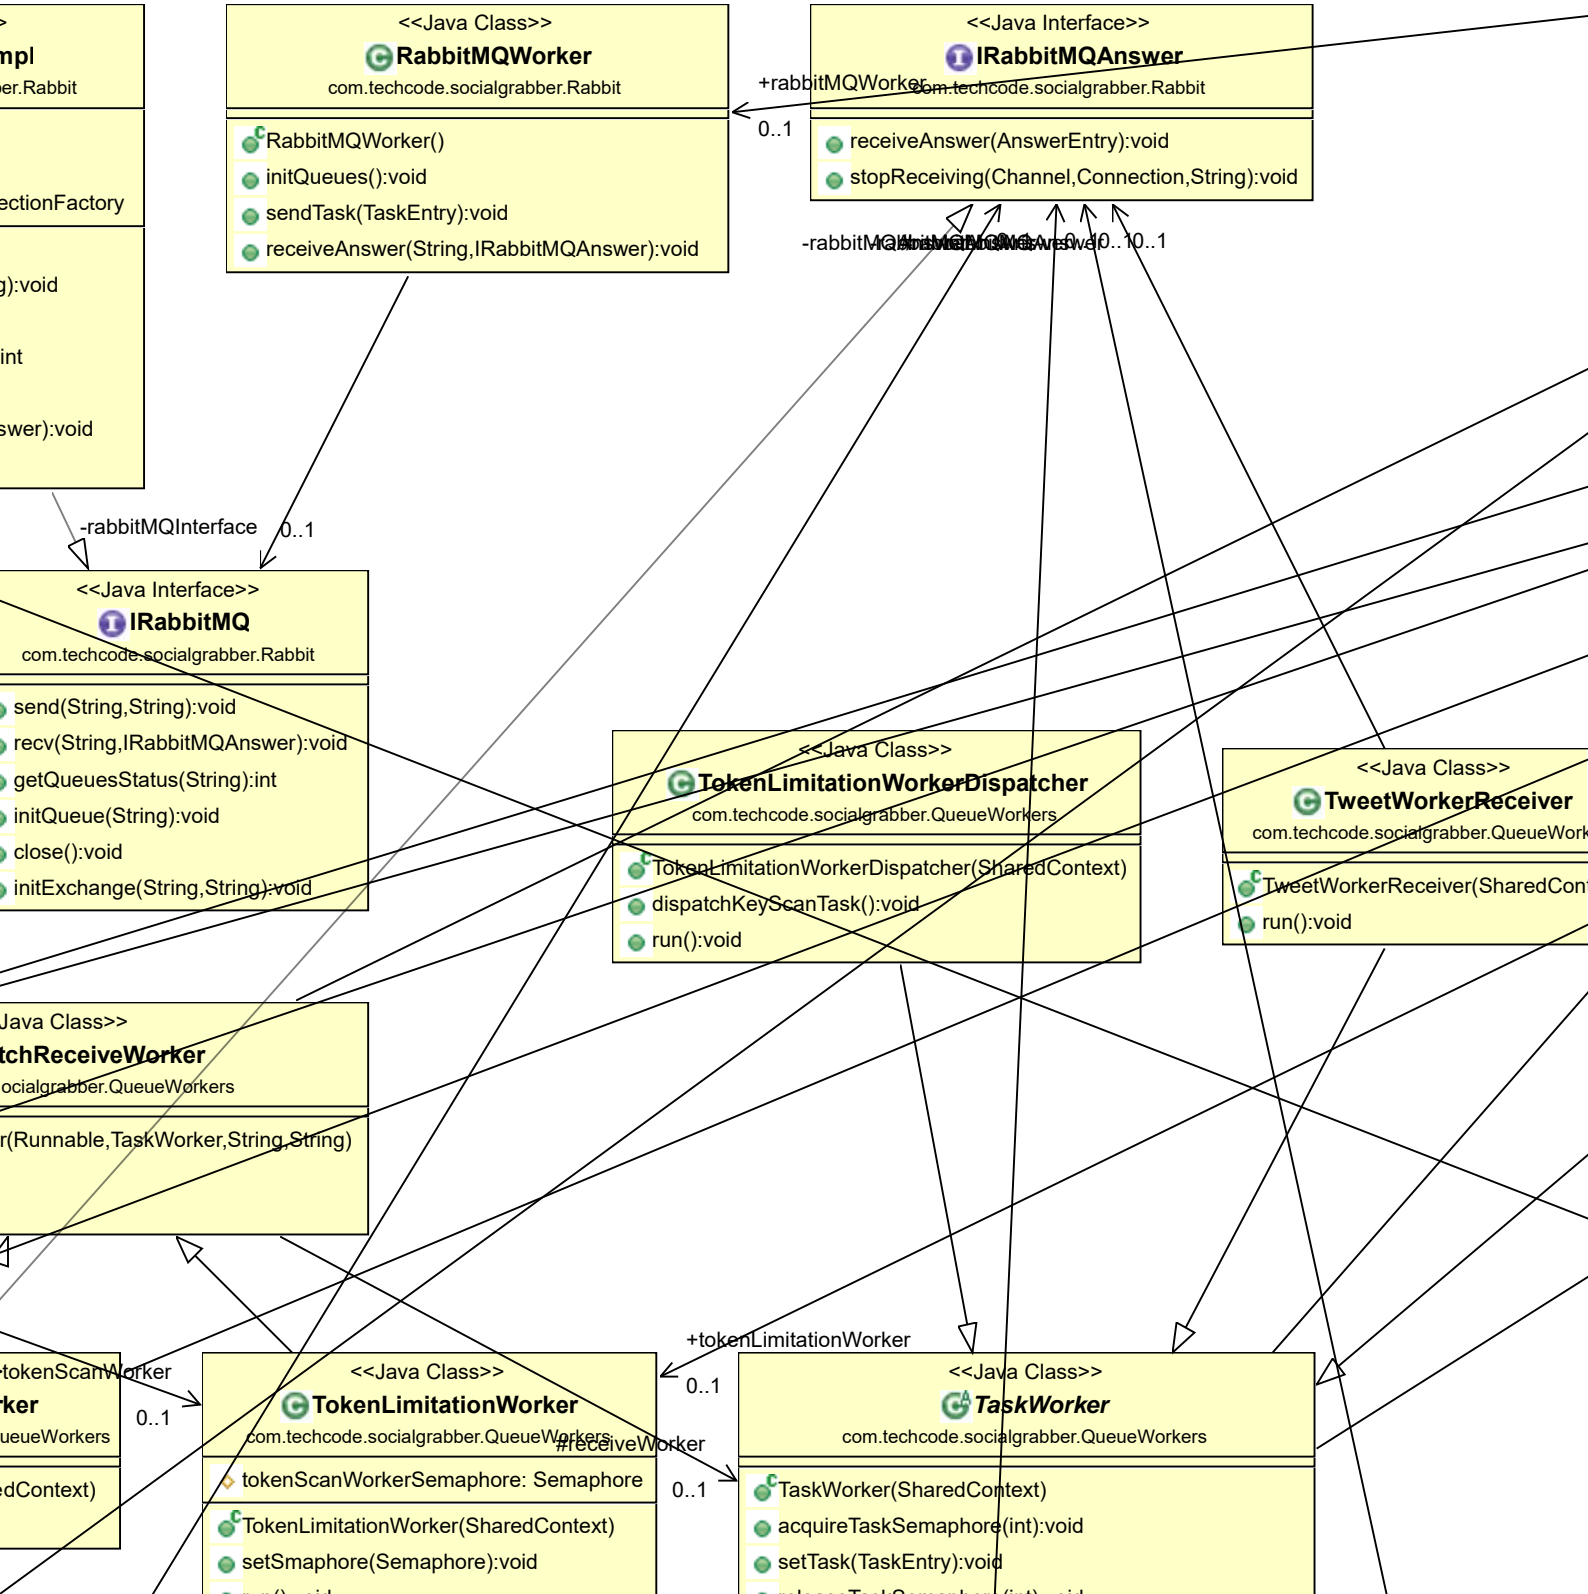 mpl
er.Rabbit
ectionFactory
g):void
int
swer):void
<<Java Class>>
RabbitMQWorker
com.techcode.socialgrabber.Rabbit
RabbitMQWorker()
initQueues():void
sendTask(TaskEntry):void
receiveAnswer(String,IRabbitMQAnswer):void
<<Java Interface>>
IRabbitMQAnswer
com.techcode.socialgrabber.Rabbit
receiveAnswer(AnswerEntry):void
stopReceiving(Channel,Connection,String):void
+rabbitMQWorker
0..1
0..1
-rabbitMQInterface
0..1
<<Java Interface>>
IRabbitMQ
com.techcode.socialgrabber.Rabbit
send(String,String):void
recv(String,IRabbitMQAnswer):void
getQueuesStatus(String):int
initQueue(String):void
close():void
initExchange(String,String):void
<<Java Class>>
TokenLimitationWorkerDispatcher
com.techcode.socialgrabber.QueueWorkers
TokenLimitationWorkerDispatcher(SharedContext)
dispatchKeyScanTask():void
run():void
<<Java Class>>
TweetWorkerReceiver
com.techcode.socialgrabber.QueueWork
TweetWorkerReceiver(SharedCont
run():void
Java Class>>
tchReceiveWorker
ocialgrabber.QueueWorkers
r(Runnable,TaskWorker,String,String)
tokenScanWorker
0..1
rker
ueueWorkers
edContext)
<<Java Class>>
TokenLimitationWorker
com.techcode.socialgrabber.QueueWorkers
tokenScanWorkerSemaphore: Semaphore
TokenLimitationWorker(SharedContext)
setSmaphore(Semaphore):void
+tokenLimitationWorker
0..1
#receiveWorker
0..1
<<Java Class>>
TaskWorker
com.techcode.socialgrabber.QueueWorkers
TaskWorker(SharedContext)
acquireTaskSemaphore(int):void
setTask(TaskEntry):void